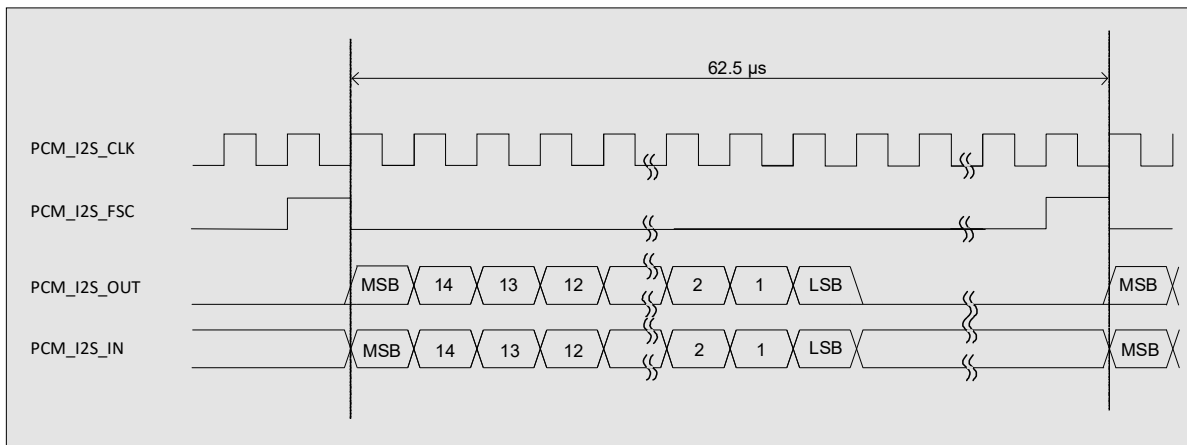 62.5 µs
PCM_I2S_CLK
PCM_I2S_FSC
PCM_I2S_OUT MSB 14 13 12 2 1 LSB MSB
PCM_I2S_IN MSB 14 13 12 2 1 LSB MSB